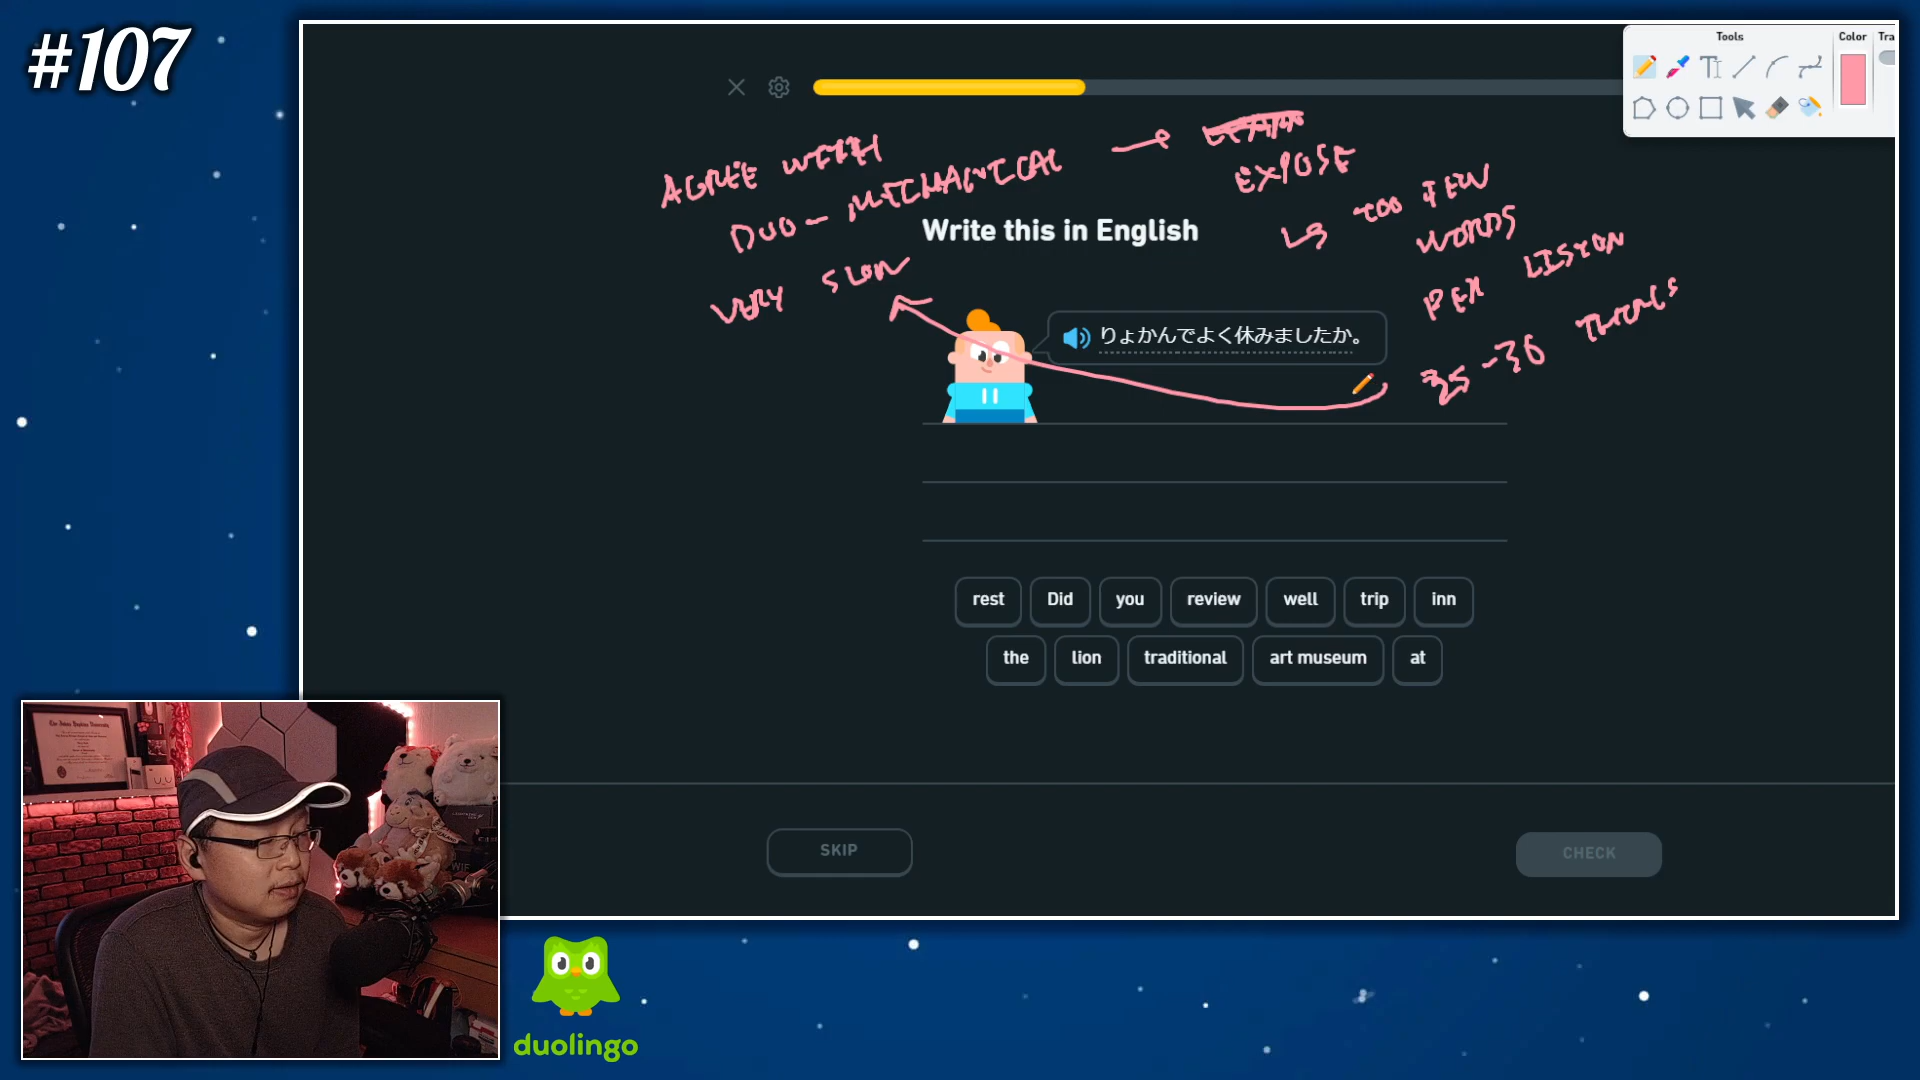 #107
Tools
Color
Tra
AGREE WITH
DUO - MECHANICAL
EXPOSE
TOO FEW
WORDS
PER
VERY SLOW
35-36
Write this in English
りょかんでよく休みましたか。
rest
Did
you
review
well
trip
inn
the
lion
traditional
art museum
at
SKIP
CHECK
duolingo